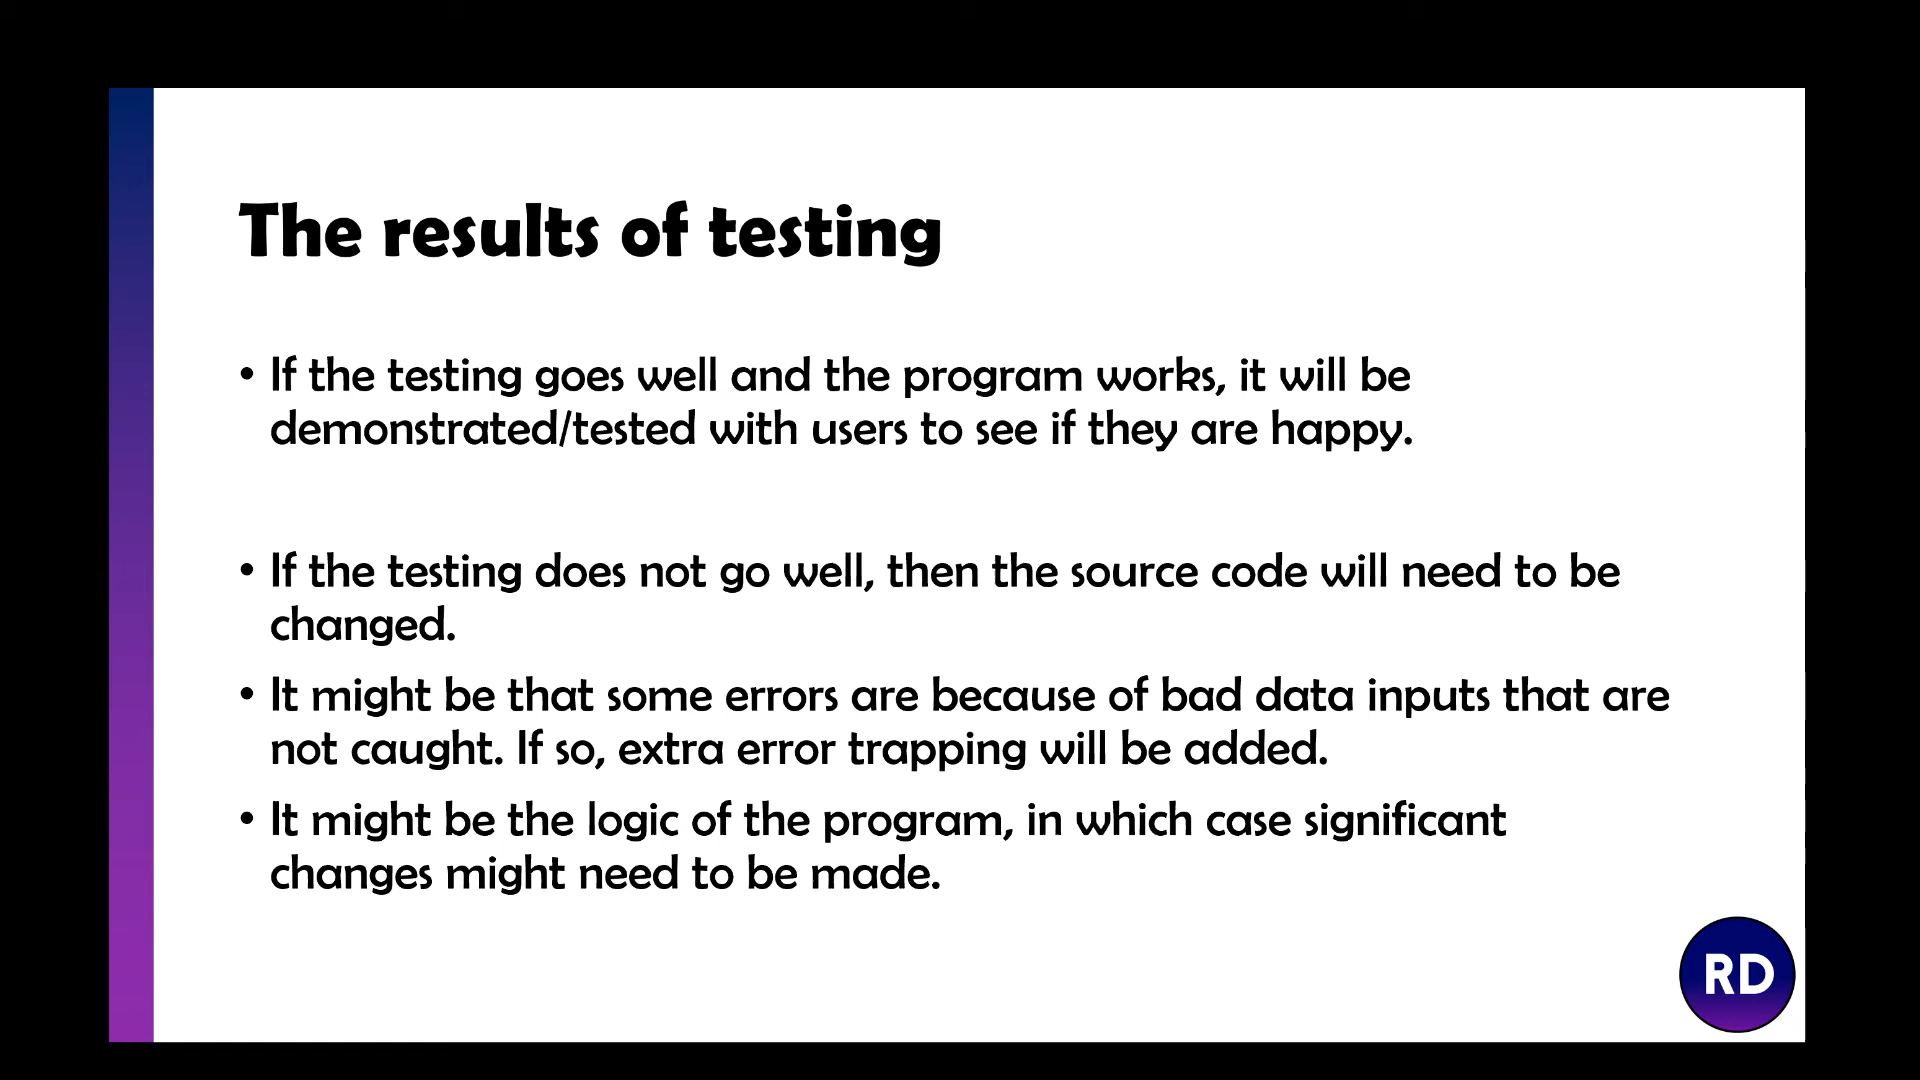 The results of testing
• If the testing goes well and the program works, it will be
demonstrated/tested with users to see if they are happy.
• If the testing does not go well, then the source code will need to be
changed.
• It might be that some errors are because of bad data inputs that are
not caught. If so, extra error trapping will be added.
• It might be the logic of the program, in which case significant
changes might need to be made.
RD